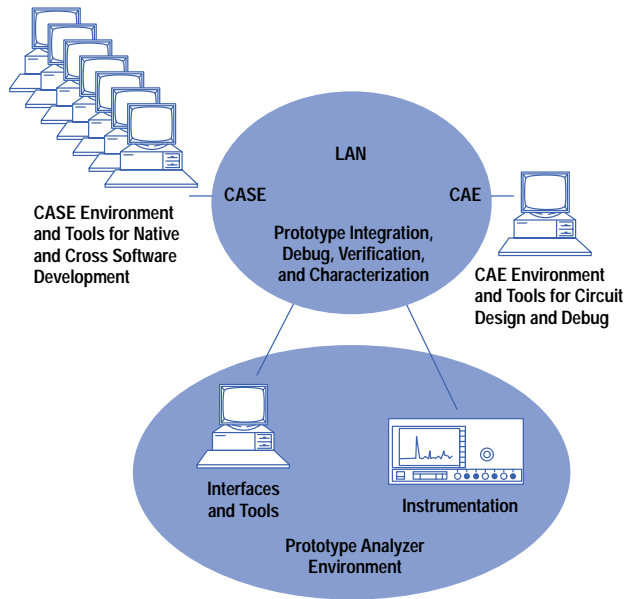 LAN
CASE
CAE
CASE Environment
and Tools for Native
and Cross Software
Development
Prototype Integration,
Debug, Verification,
and Characterization
CAE Environment
and Tools for Circuit
Design and Debug
Interfaces
and Tools
Instrumentation
Prototype Analyzer
Environment